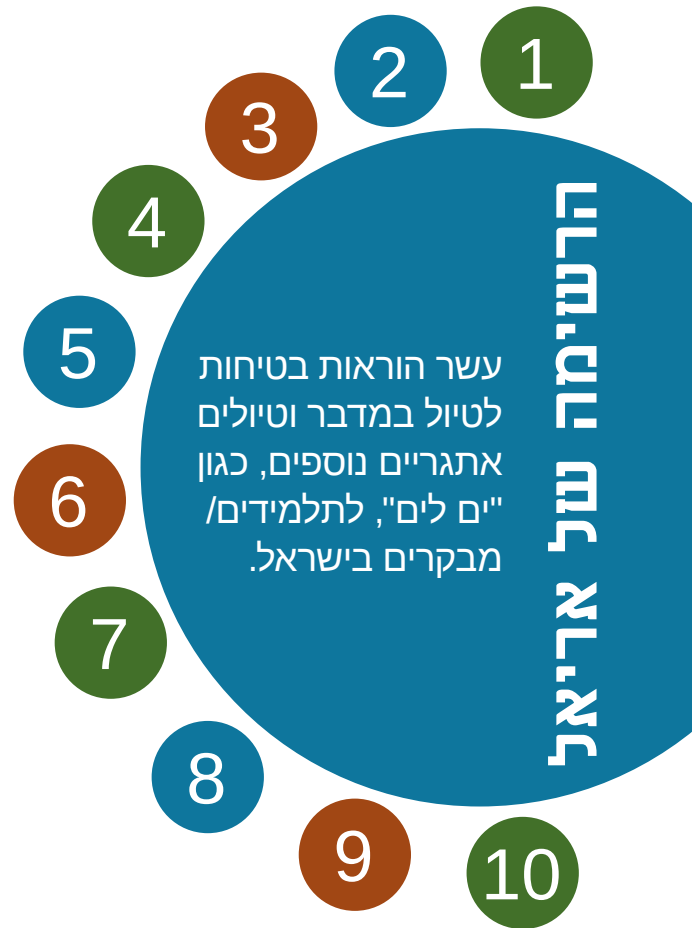 הרשימה של אריאל
עשר הוראות בטיחות
לטיול במדבר וטיולים
אתגריים נוספים, כגון
"ים לים", לתלמידים/
מבקרים בישראל.
1
2
3
4
5
6
7
8
9
10